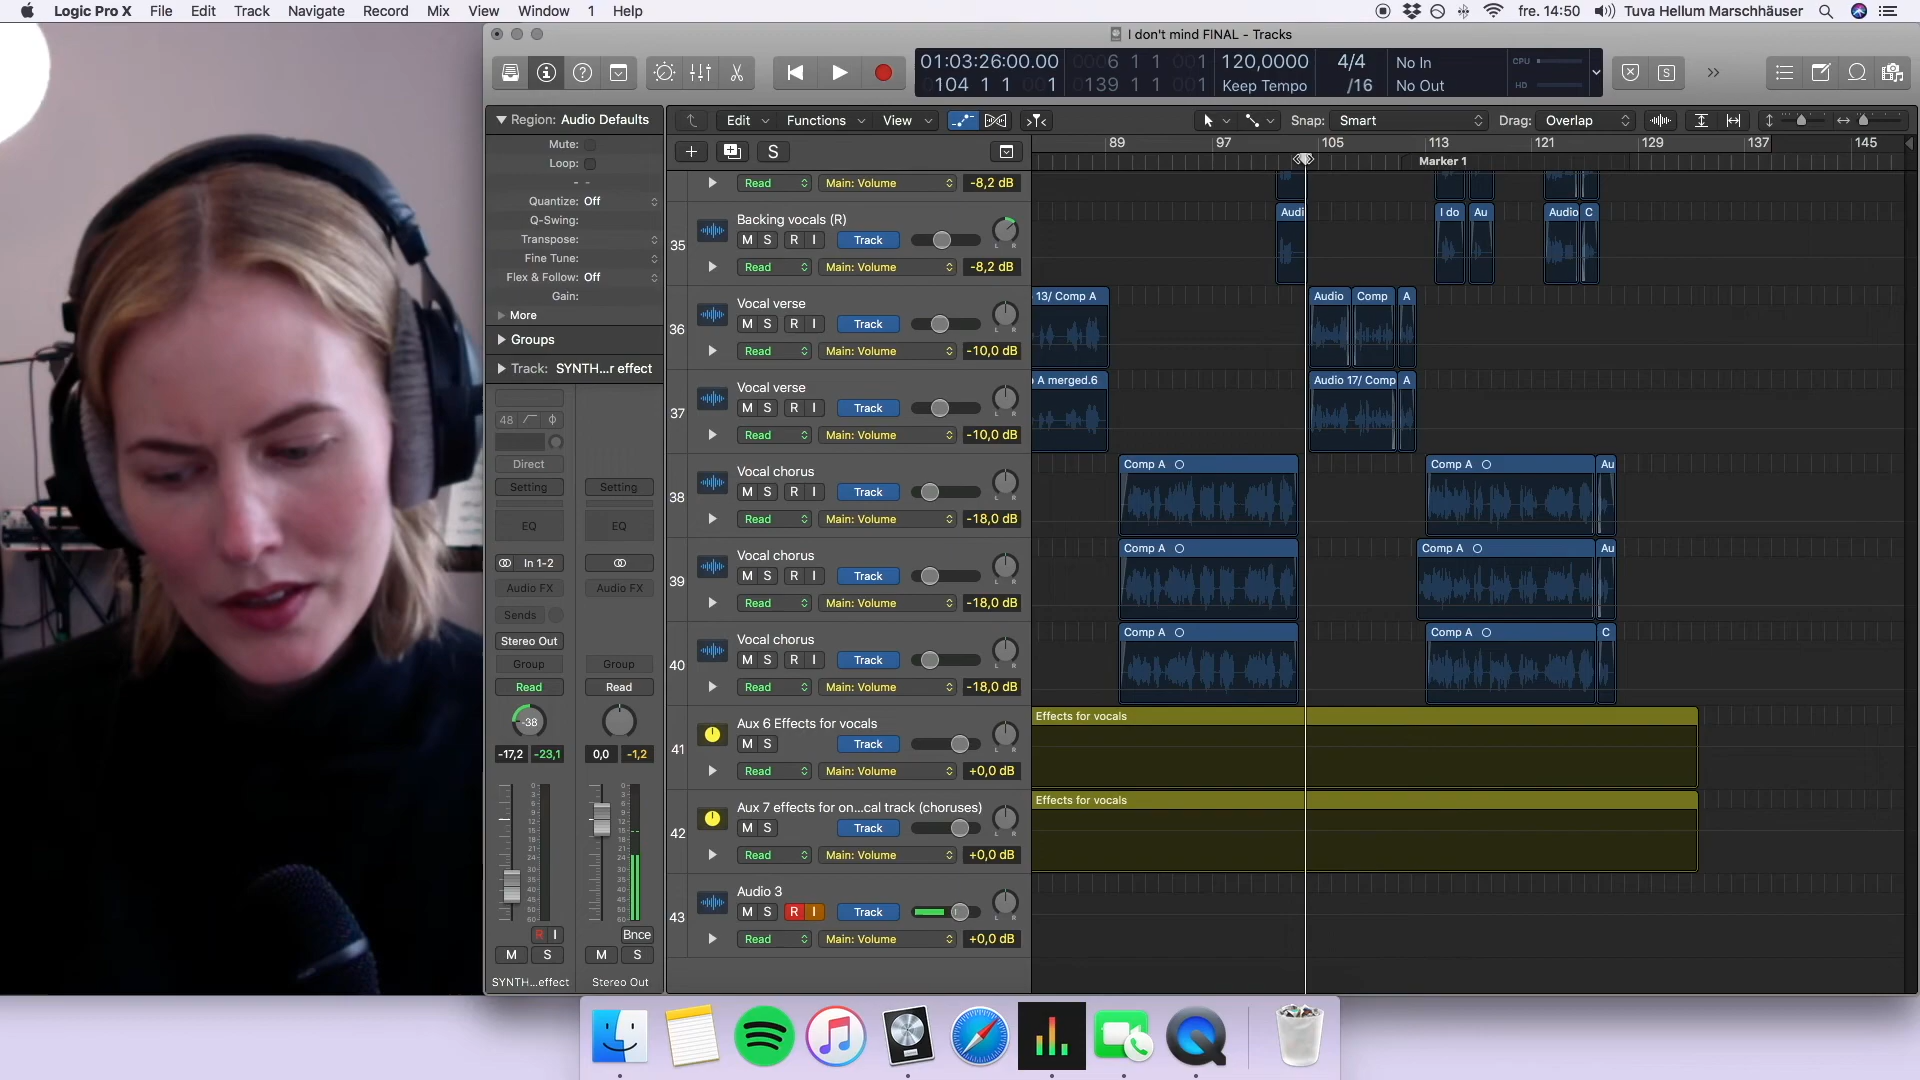 Logic Pro X File Edit Track Navigate Record Mix View Window 1 Help
fre. 14:50 Tuva Hellum Marschhäuser
I don't mind FINAL - Tracks
01:03:26:00.00 0006 1 1 001 120,0000 4/4 No In CPU
104 1 1 001 0139 1 1 001 Keep Tempo /16 No Out HD
Region: Audio Defaults
Mute:
Loop:
Quantize: Off
Q-Swing:
Transpose:
Fine Tune:
Flex & Follow: Off
Gain:
More
Groups
Track: SYNTH...r effect
48
Direct
Setting Setting
EQ EQ
In 1-2
Audio FX Audio FX
Sends
Stereo Out
Group Group
Read Read
-38
-17,2 -23,1 0,0 -1,2
R I Bnce
M S M S
SYNTH...effect Stereo Out
Edit Functions View Snap: Smart Drag: Overlap
S
89 97 105 113 121 129 137 145
Marker 1
Read Main: Volume -8,2 dB
35 Backing vocals (R)
M S R I Track
Read Main: Volume -8,2 dB
Audi I do Au Audio C
36 Vocal verse
M S R I Track
Read Main: Volume -10,0 dB
13/ Comp A Audio Comp A
37 Vocal verse
M S R I Track
Read Main: Volume -10,0 dB
A merged.6 Audio 17/ Comp A
38 Vocal chorus
M S R I Track
Read Main: Volume -18,0 dB
Comp A Comp A Au
39 Vocal chorus
M S R I Track
Read Main: Volume -18,0 dB
Comp A Comp A Au
40 Vocal chorus
M S R I Track
Read Main: Volume -18,0 dB
Comp A Comp A C
41 Aux 6 Effects for vocals
M S Track
Read Main: Volume +0,0 dB
Effects for vocals
42 Aux 7 effects for on...cal track (choruses)
M S Track
Read Main: Volume +0,0 dB
Effects for vocals
43 Audio 3
M S R I Track
Read Main: Volume +0,0 dB